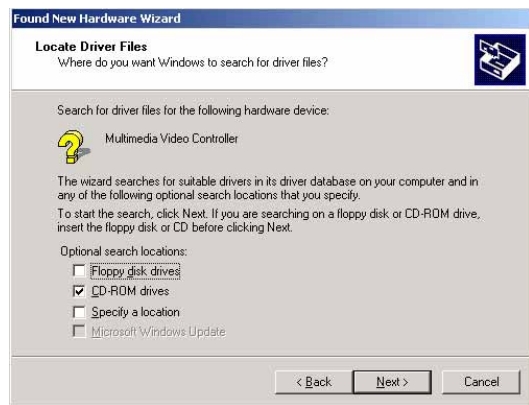 Found New Hardware Wizard
Locate Driver Files
Where do you want Windows to search for driver files?
Search for driver files for the following hardware device:
Multimedia Video Controller
The wizard searches for suitable drivers in its driver database on your computer and in
any of the following optional search locations that you specify.
To start the search, click Next. If you are searching on a floppy disk or CD-ROM drive,
insert the floppy disk or CD before clicking Next.
Optional search locations:
Floppy disk drives
CD-ROM drives
Specify a location
Microsoft Windows Update
< Back Next > Cancel